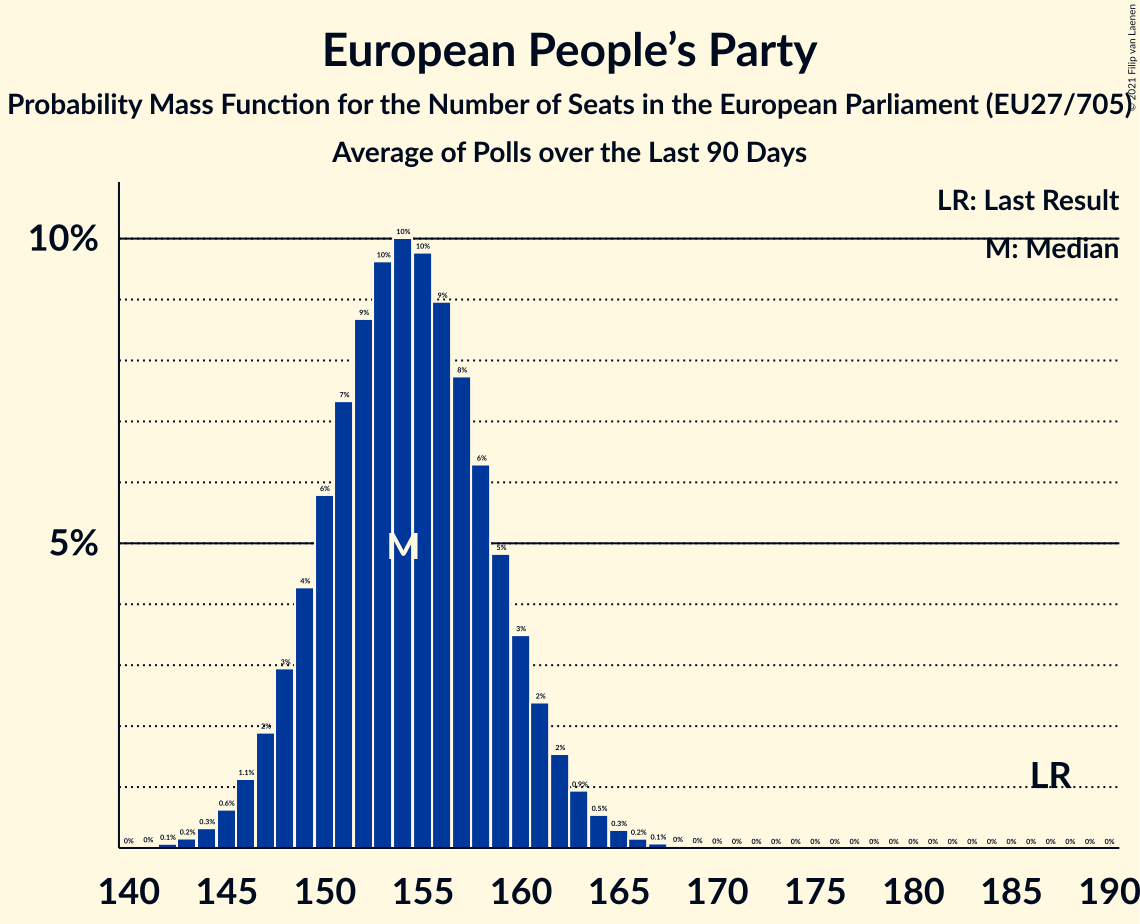 European People’s Party
© 2021 Filip van Laenen
Probability Mass Function for the Number of Seats in the European Parliament (EU27/705)
Average of Polls over the Last 90 Days
LR: Last Result
M: Median
10%
5%
0% 0% 0.1% 0.2% 0.3% 0.6% 1.1% 2% 3% 4% 6% 7% 9% 10% 10% 10% 9% 8% 6% 5% 3% 2% 2% 0.9% 0.5% 0.3% 0.2% 0.1% 0% 0% 0% 0% 0% 0% 0% 0% 0% 0% 0% 0% 0% 0% 0% 0% 0% 0% 0% 0% 0% 0% 0%
M
LR
140 145 150 155 160 165 170 175 180 185 190